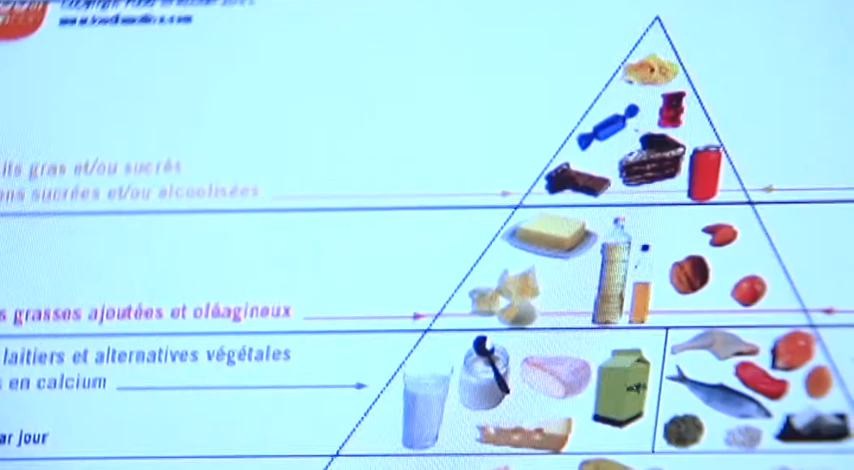 its gras et/ou sucrés
ons sucrées et/ou alcoolisées
s grasses ajoutées et oléagineux
laitiers et alternatives végétales
s en calcium
ar jour